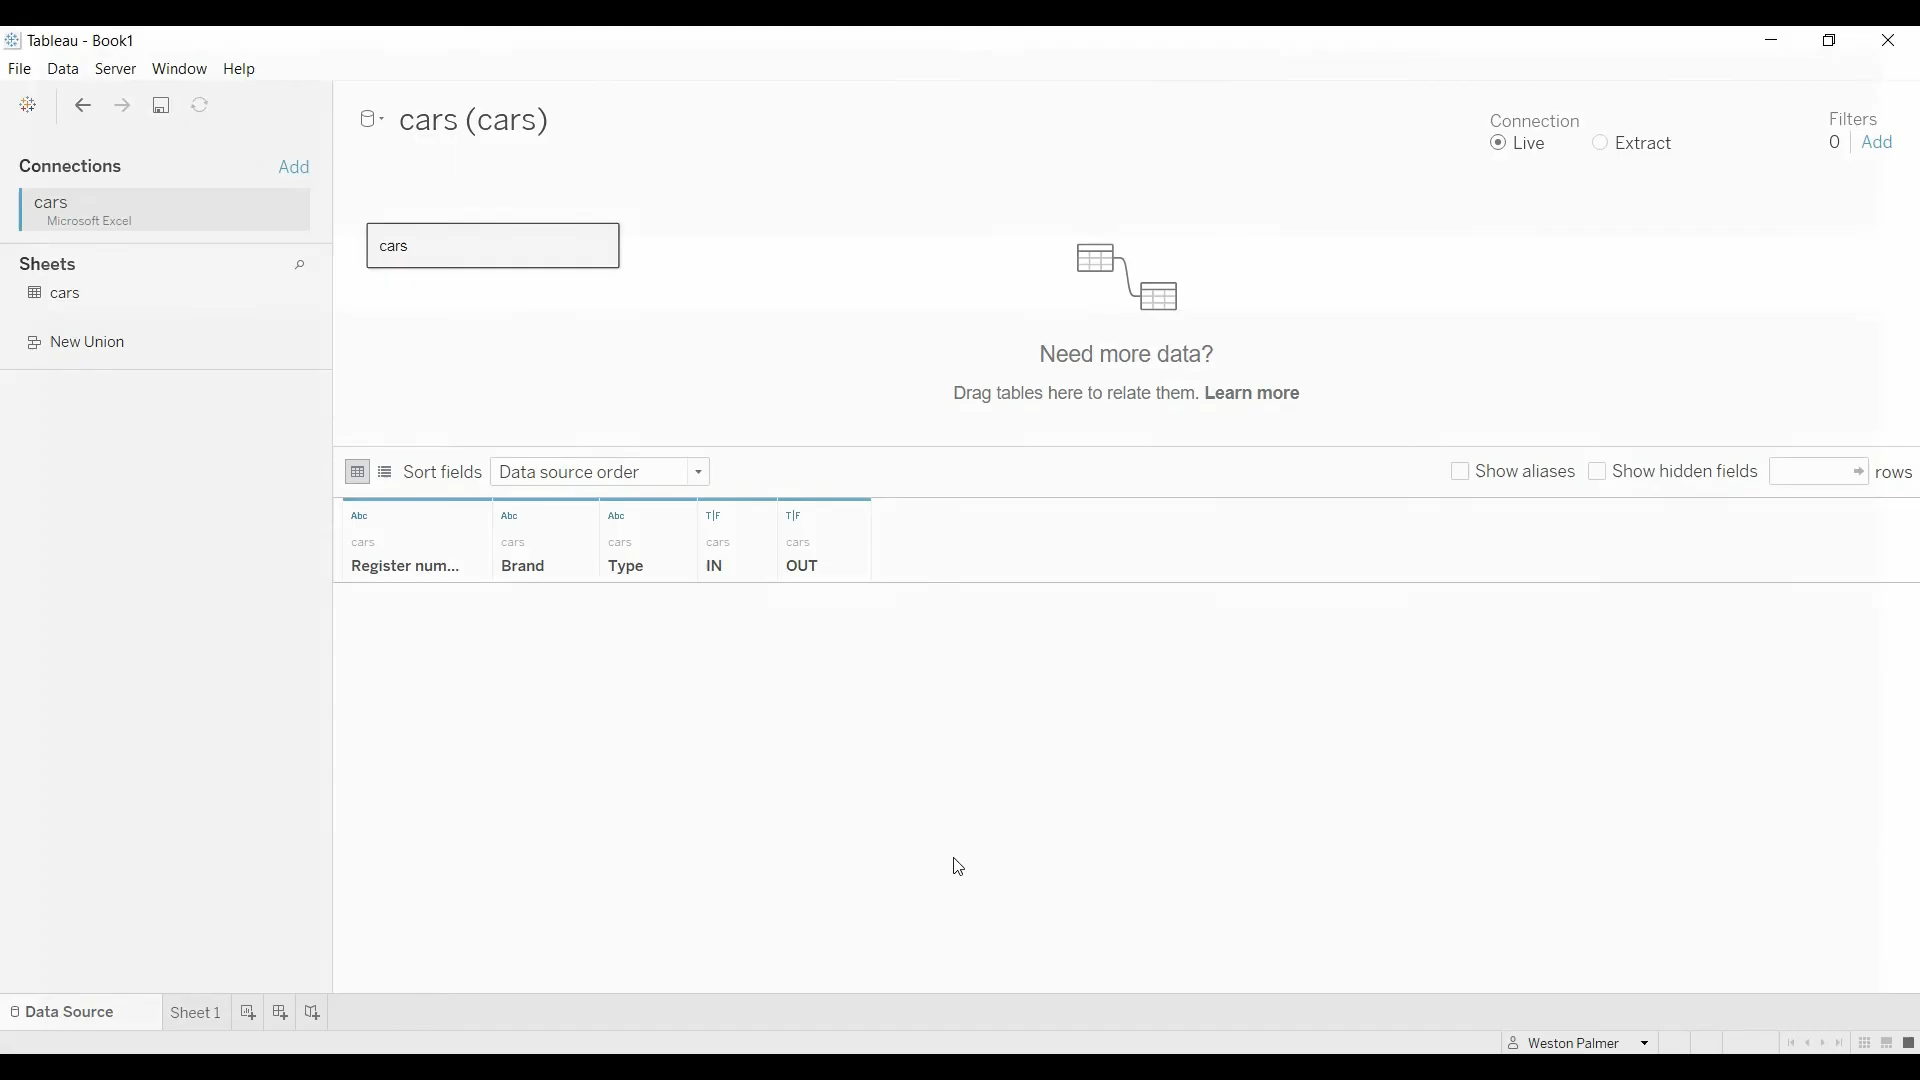 Tableau - Book1
File Data Server Window Help
cars (cars)
Connection
Live Extract
Filters
0 Add
Connections Add
cars
Microsoft Excel
Sheets
cars
New Union
cars
Need more data?
Drag tables here to relate them. Learn more
Sort fields Data source order
Show aliases Show hidden fields rows
Abc Abc Abc T|F T|F
cars cars cars cars cars
Register num... Brand Type IN OUT
Data Source Sheet 1
Weston Palmer